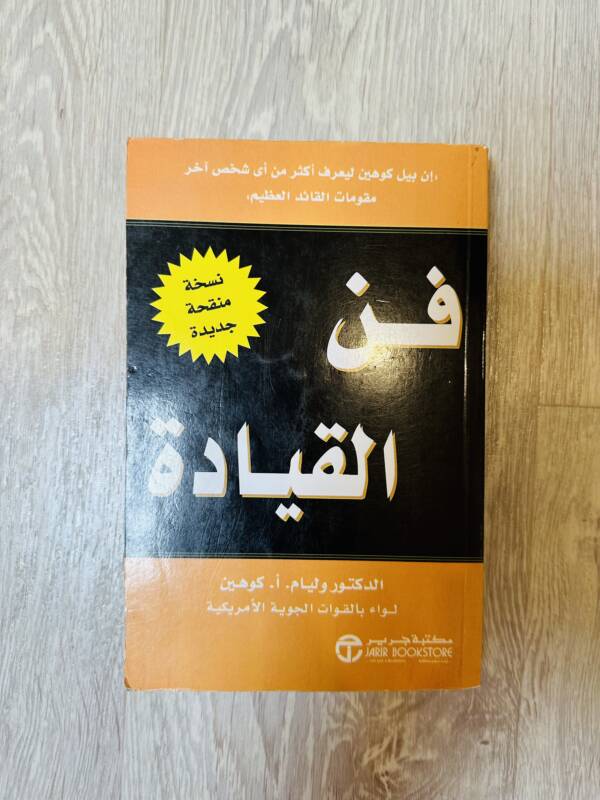 ،إن بيل كوهين ليعرف أكثر من أى شخص آخر
مقومات القائد العظيم،
نسخة
منقحة
جديدة
فن
القيادة
الدكتور وليام. أ. كوهين
لواء بالقوات الجوية الأمريكية
مكتبة جرير
JARIR BOOKSTORE